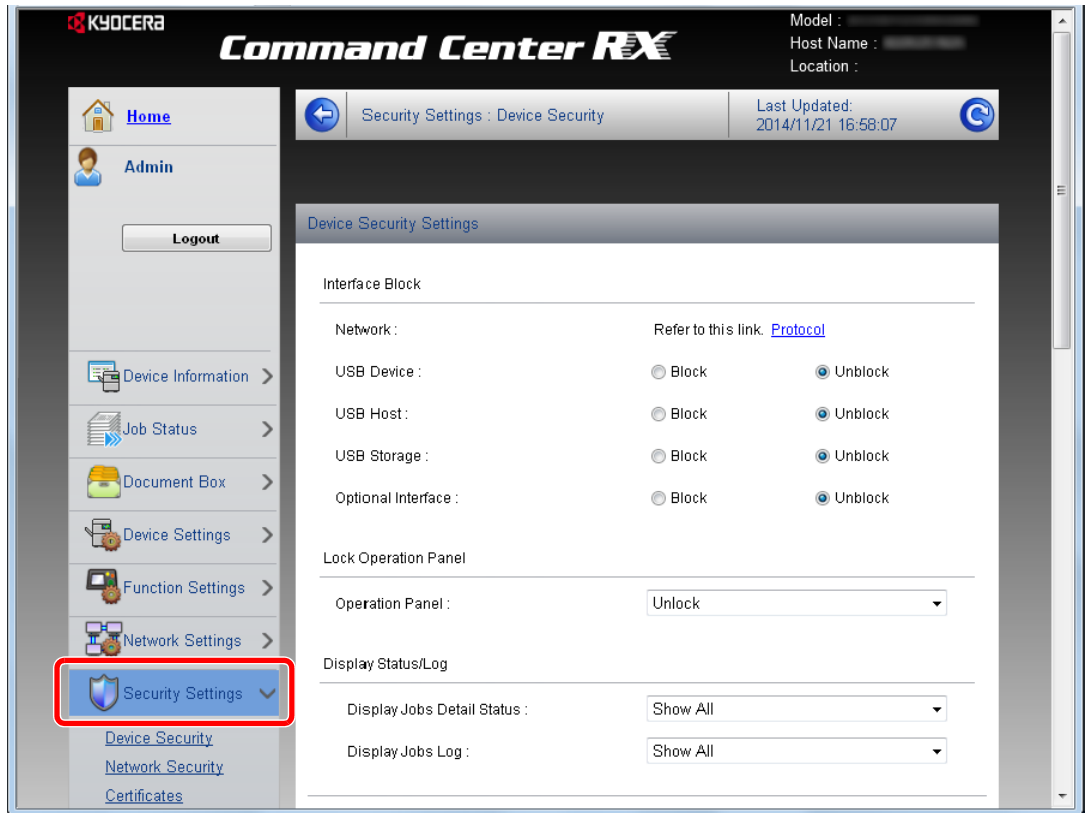 KYOCERA
Command Center RX
Model :
Host Name :
Location :
Home
Admin
Logout
Device Information
Job Status
Document Box
Device Settings
Function Settings
Network Settings
Security Settings
Device Security
Network Security
Certificates
Security Settings : Device Security
Last Updated:
2014/11/21 16:58:07
Device Security Settings
Interface Block
Network : Refer to this link. Protocol
USB Device : Block Unblock
USB Host : Block Unblock
USB Storage : Block Unblock
Optional Interface : Block Unblock
Lock Operation Panel
Operation Panel : Unlock
Display Status/Log
Display Jobs Detail Status : Show All
Display Jobs Log : Show All